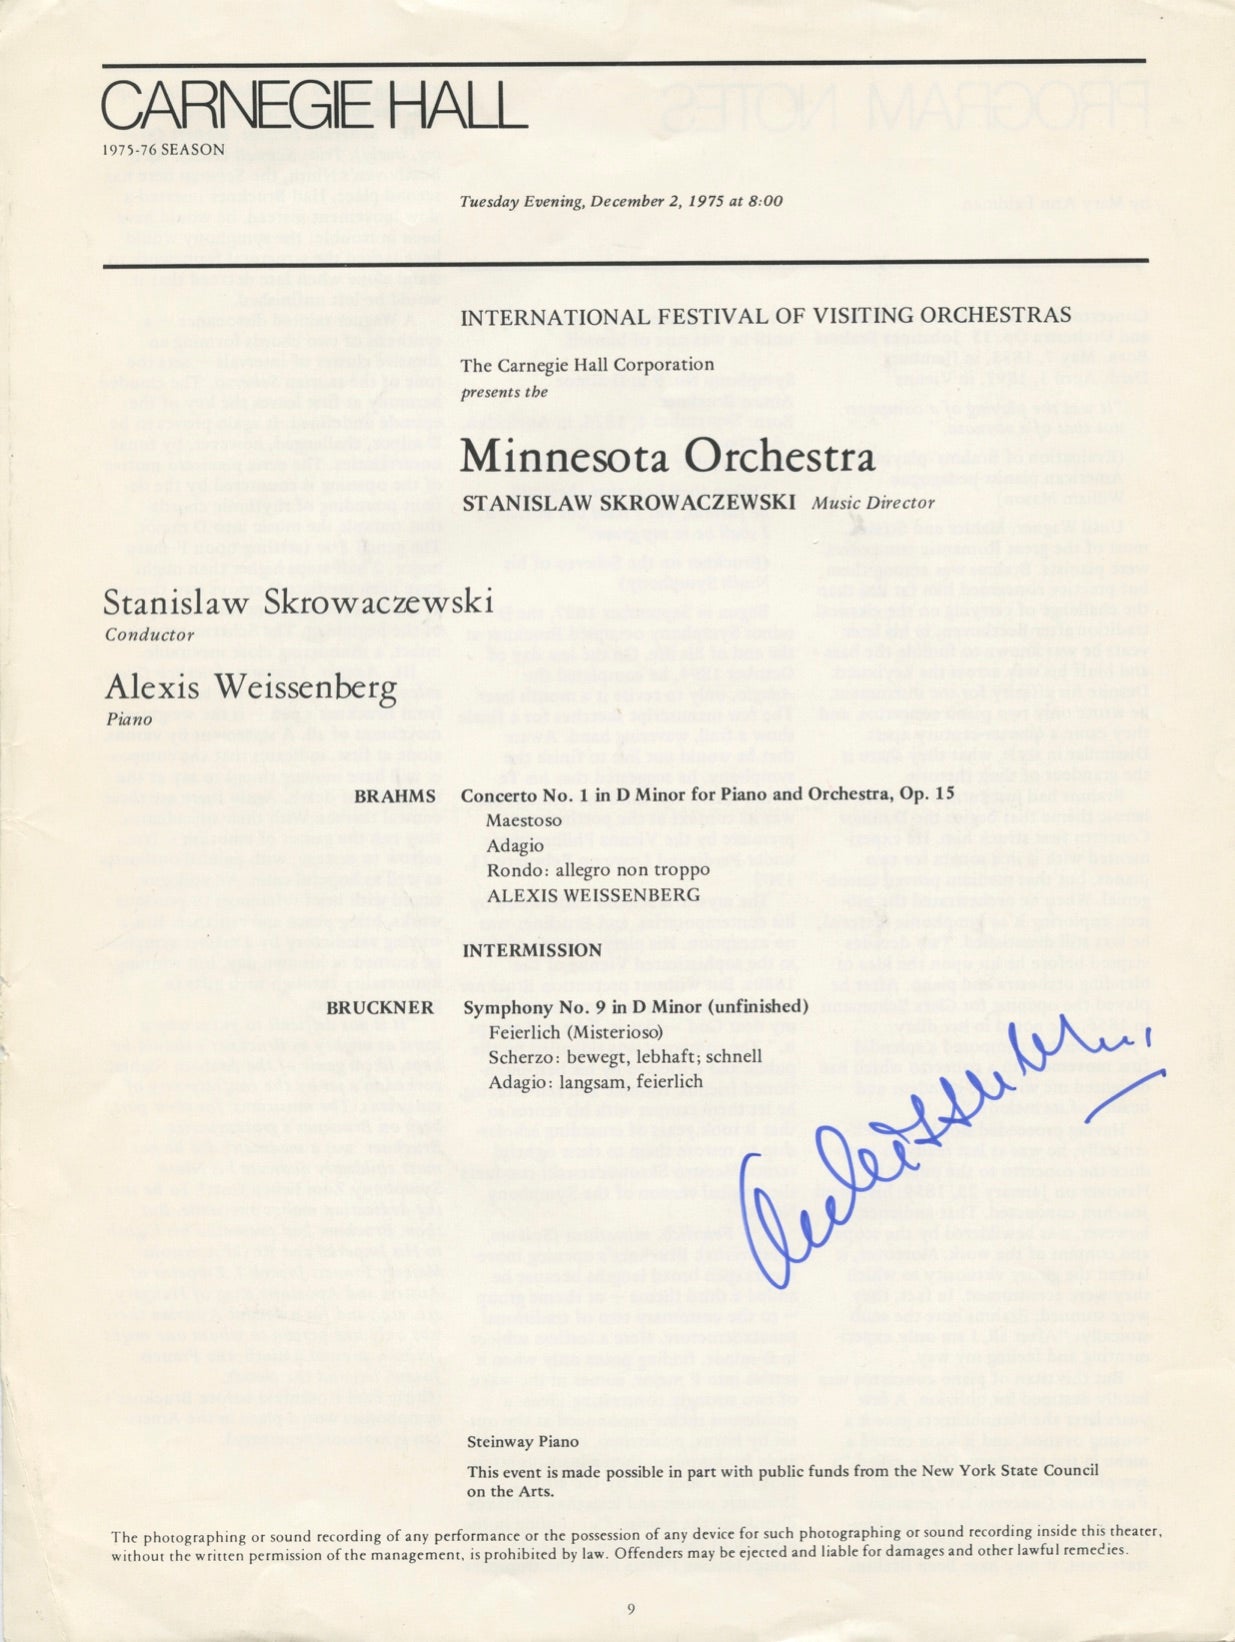 CARNEGIE HALL
1975-76 SEASON
Tuesday Evening, December 2, 1975 at 8:00
INTERNATIONAL FESTIVAL OF VISITING ORCHESTRAS
The Carnegie Hall Corporation
presents the
Minnesota Orchestra
STANISLAW SKROWACZEWSKI Music Director
Stanislaw Skrowaczewski
Conductor
Alexis Weissenberg
Piano
BRAHMS Concerto No. 1 in D Minor for Piano and Orchestra, Op. 15
Maestoso
Adagio
Rondo: allegro non troppo
ALEXIS WEISSENBERG
INTERMISSION
BRUCKNER Symphony No. 9 in D Minor (unfinished)
Feierlich (Misterioso)
Scherzo: bewegt, lebhaft; schnell
Adagio: langsam, feierlich
Steinway Piano
This event is made possible in part with public funds from the New York State Council
on the Arts.
The photographing or sound recording of any performance or the possession of any device for such photographing or sound recording inside this theater,
without the written permission of the management, is prohibited by law. Offenders may be ejected and liable for damages and other lawful remedies.
9